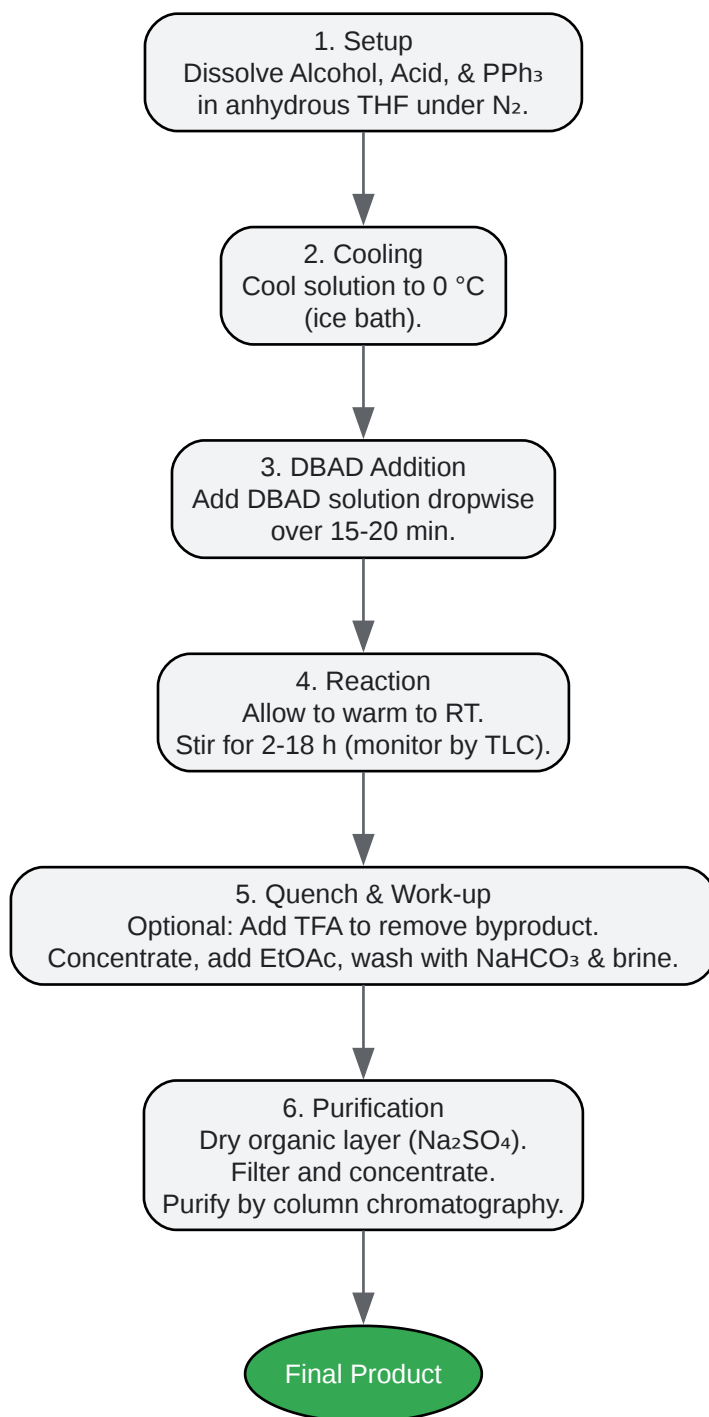 1. Setup
Dissolve Alcohol, Acid, & PPh₃
in anhydrous THF under N₂.
2. Cooling
Cool solution to 0 °C
(ice bath).
3. DBAD Addition
Add DBAD solution dropwise
over 15-20 min.
4. Reaction
Allow to warm to RT.
Stir for 2-18 h (monitor by TLC).
5. Quench & Work-up
Optional: Add TFA to remove byproduct.
Concentrate, add EtOAc, wash with NaHCO₃ & brine.
6. Purification
Dry organic layer (Na₂SO₄).
Filter and concentrate.
Purify by column chromatography.
Final Product